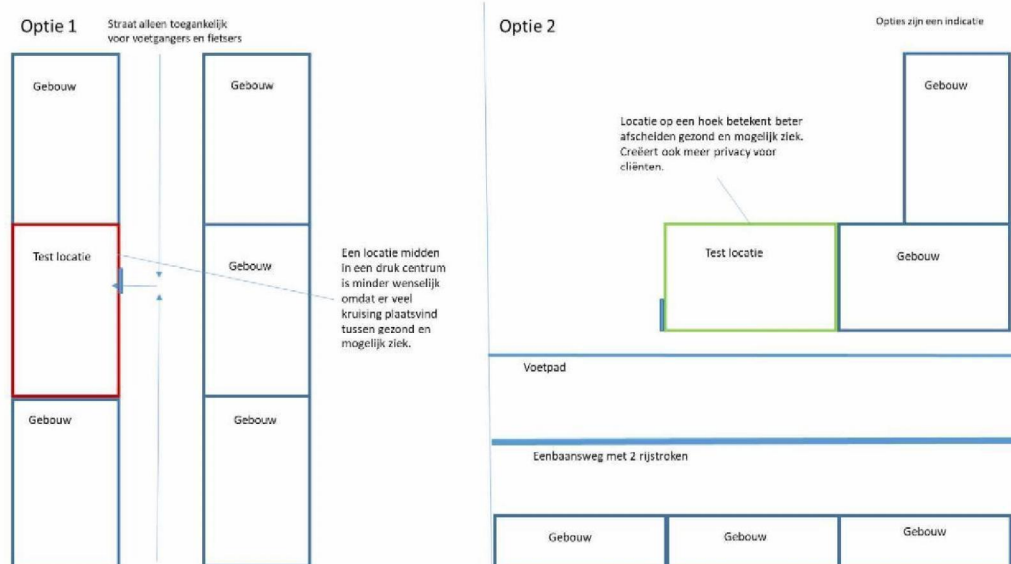 Optie 1
Straat alleen toegankelijk
voor voetgangers en fietsers
Gebouw
Gebouw
Test locatie
Gebouw
Een locatie midden
in een druk centrum
is minder wenselijk
omdat er veel
kruising plaatsvind
tussen gezond en
mogelijk ziek.
Gebouw
Gebouw
Optie 2
Opties zijn een indicatie
Gebouw
Locatie op een hoek betekent beter
afscheiden gezond en mogelijk ziek.
Creëert ook meer privacy voor
cliënten.
Test locatie
Gebouw
Voetpad
Eenbaansweg met 2 rijstroken
Gebouw
Gebouw
Gebouw